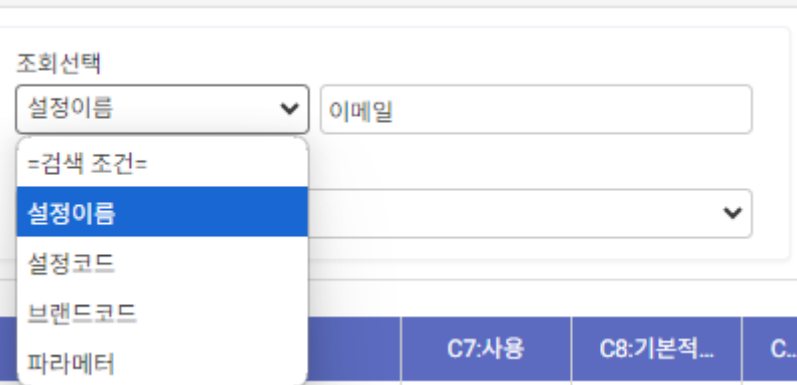 조회선택
설정이름
이메일
=검색 조건=
설정이름
설정코드
브랜드코드
파라메터
C7:사용
C8:기본적...
C...